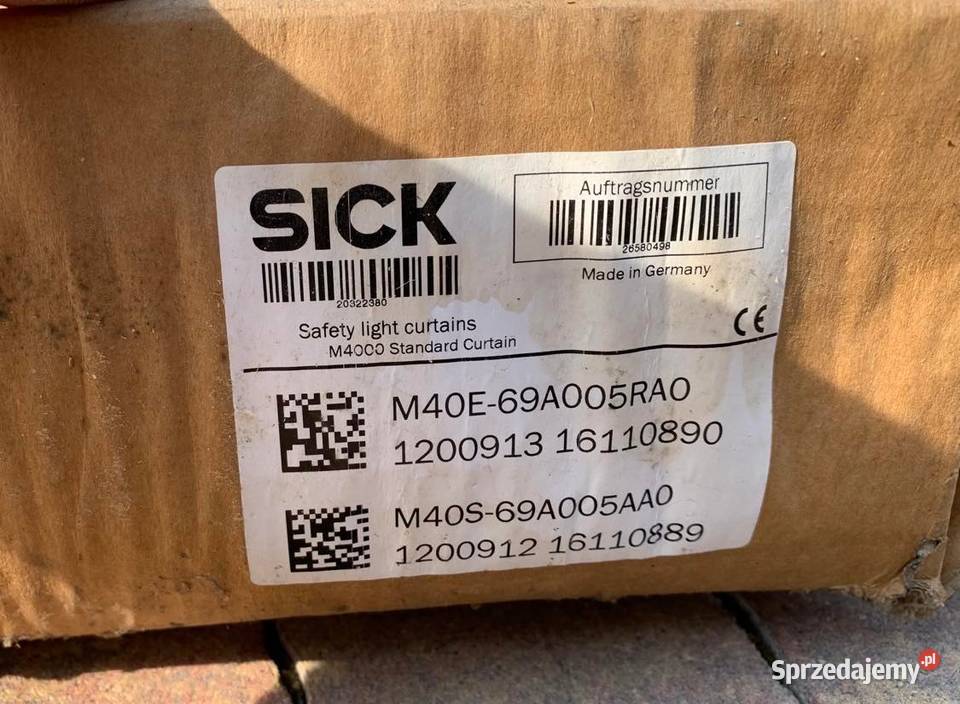 SICK
20322380
Safety light curtains
M4000 Standard Curtain
Auftragsnummer
26580498
Made in Germany
CE
M40E-69A005RA0
1200913 16110890
M40S-69A005AA0
1200912 16110889
Sprzedajemy.pl